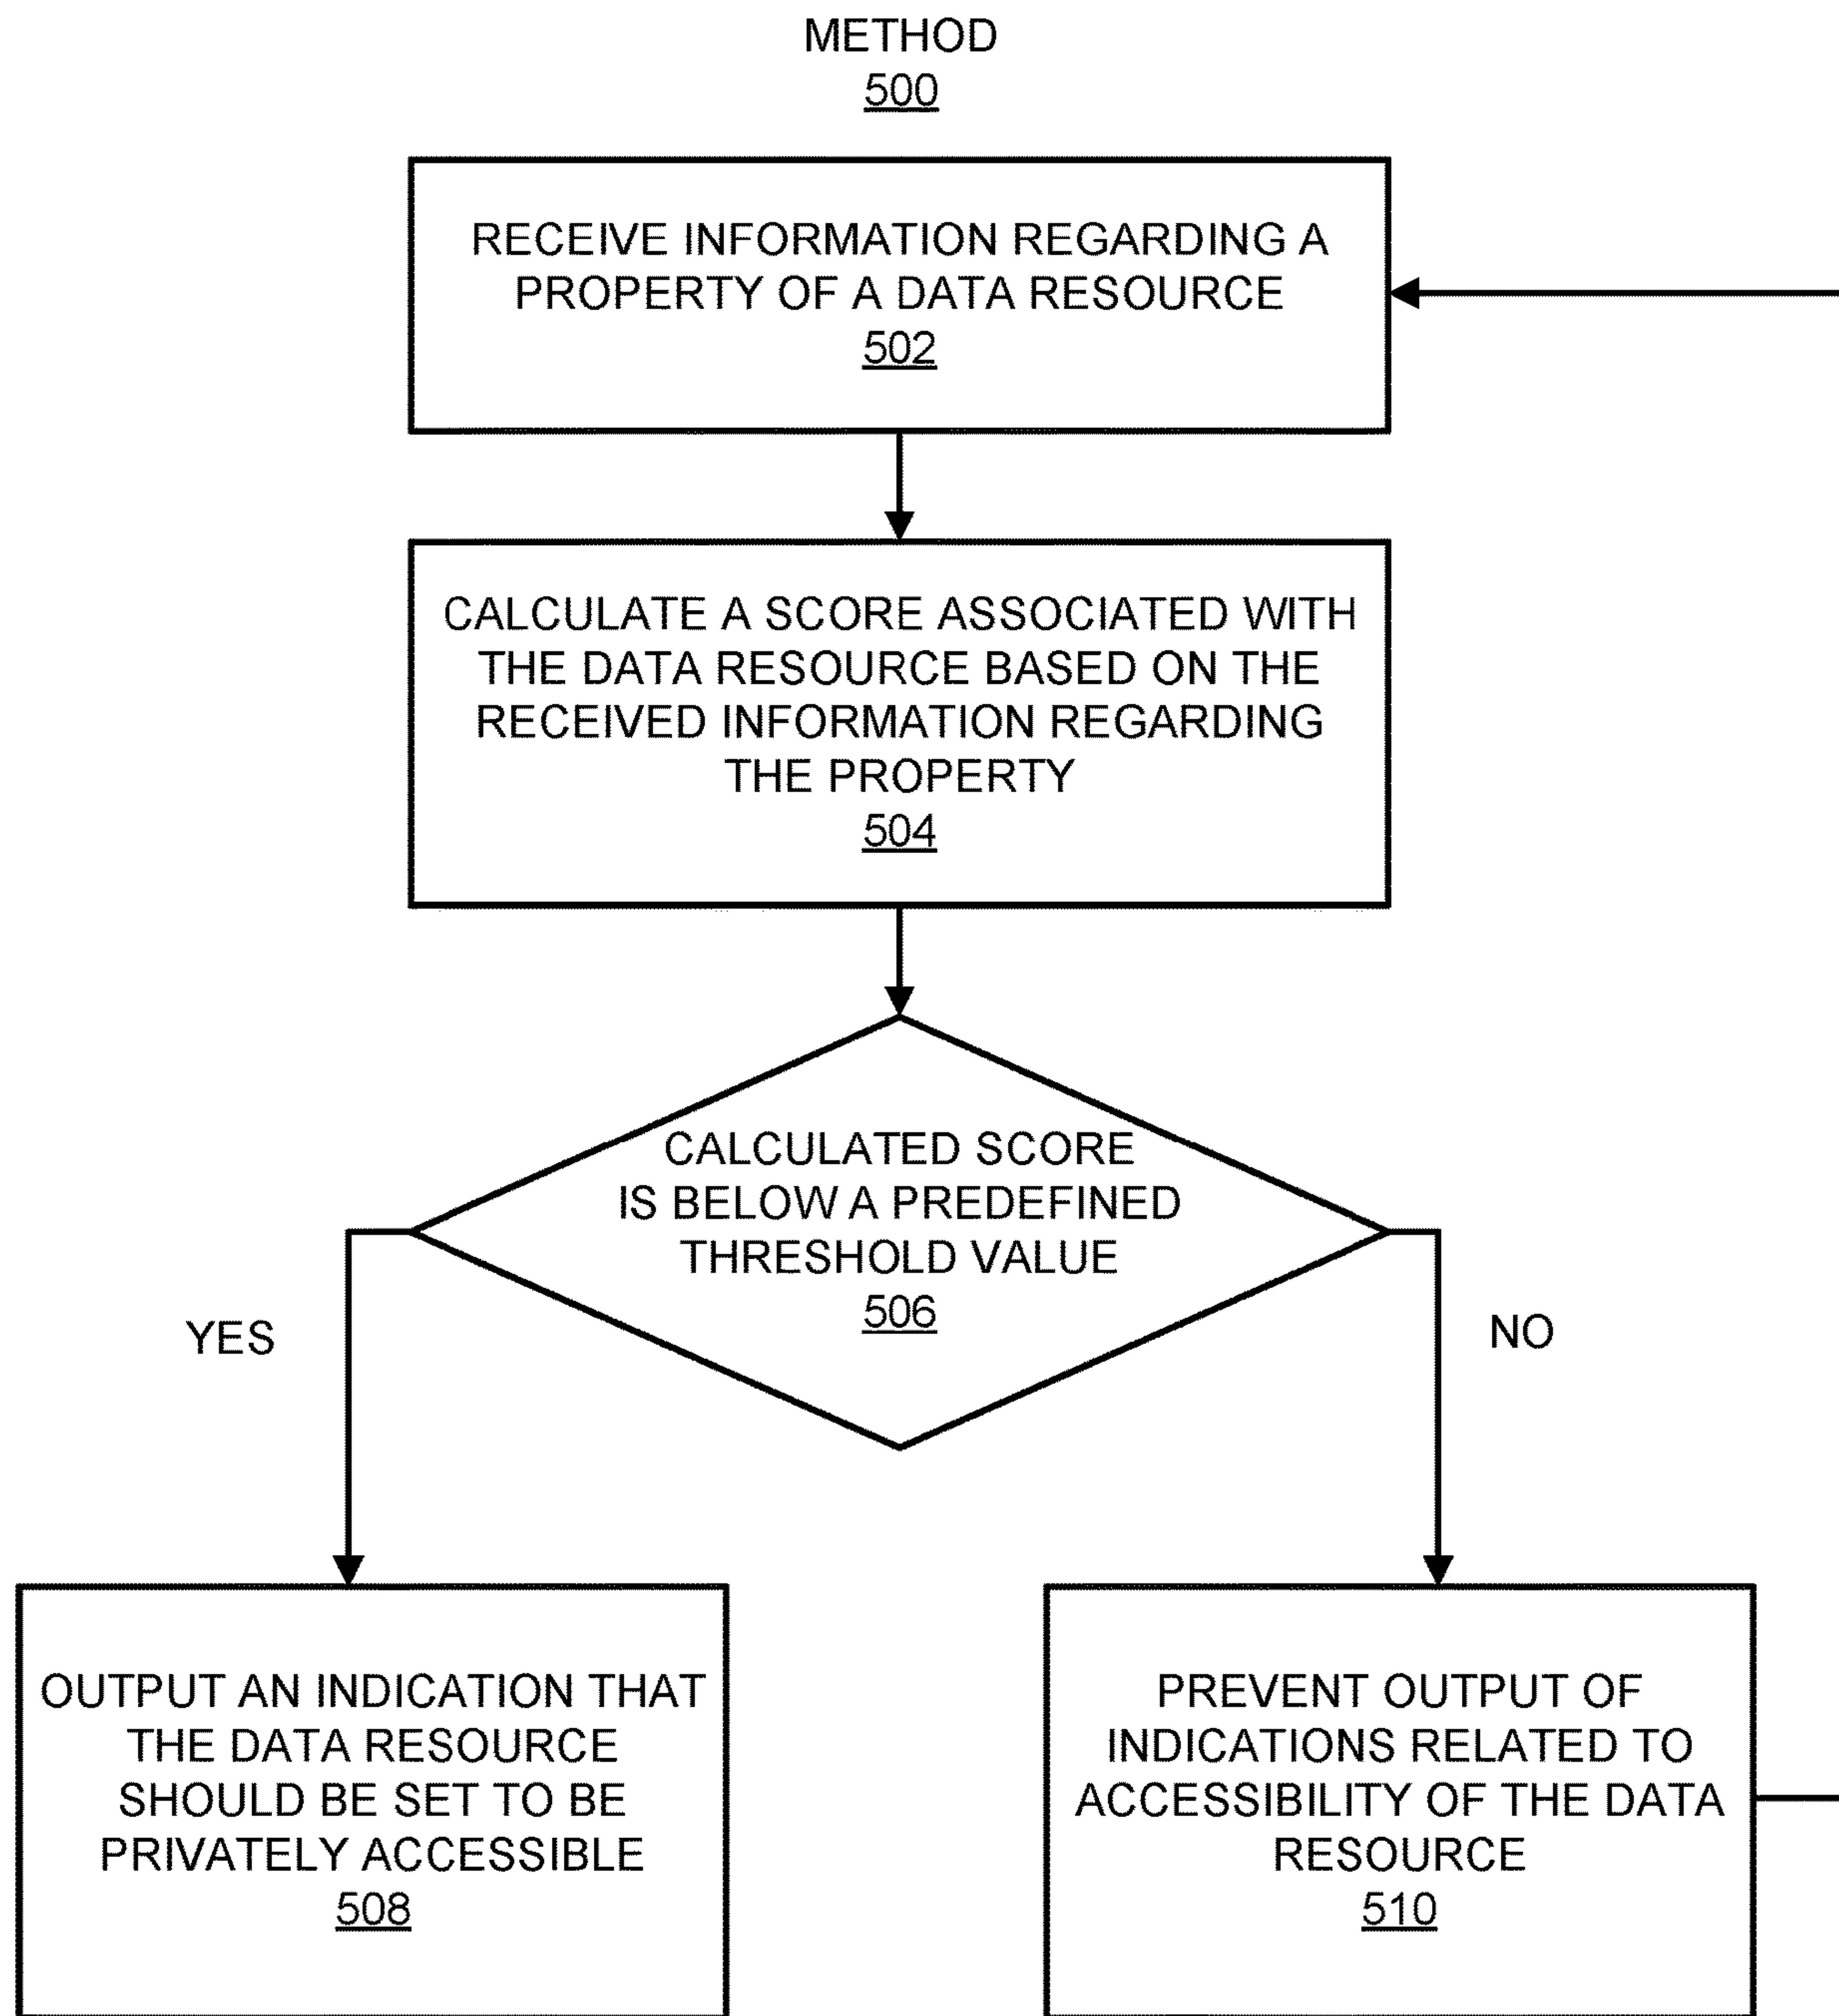 METHOD
500
RECEIVE INFORMATION REGARDING A
PROPERTY OF A DATA RESOURCE
502
CALCULATE A SCORE ASSOCIATED WITH
THE DATA RESOURCE BASED ON THE
RECEIVED INFORMATION REGARDING
THE PROPERTY
504
CALCULATED SCORE
IS BELOW A PREDEFINED
THRESHOLD VALUE
506
YES
NO
OUTPUT AN INDICATION THAT
THE DATA RESOURCE
SHOULD BE SET TO BE
PRIVATELY ACCESSIBLE
508
PREVENT OUTPUT OF
INDICATIONS RELATED TO
ACCESSIBILITY OF THE DATA
RESOURCE
510